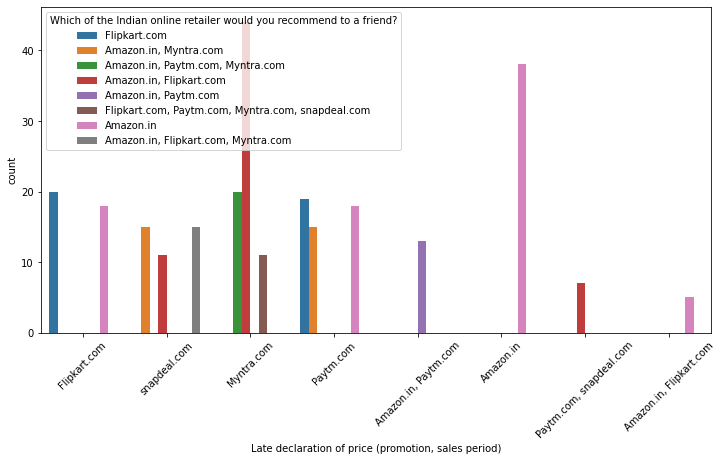 Which of the Indian online retailer would you recommend to a friend?
Flipkart.com
Amazon.in, Myntra.com
Amazon.in, Paytm.com, Myntra.com
Amazon.in, Flipkart.com
Amazon.in, Paytm.com
Flipkart.com, Paytm.com, Myntra.com, snapdeal.com
Amazon.in
Amazon.in, Flipkart.com, Myntra.com
count
40
30
20
10
0
Flipkart.com
snapdeal.com
Myntra.com
Paytm.com
Amazon.in, Paytm.com
Amazon.in
Paytm.com, snapdeal.com
Amazon.in, Flipkart.com
Late declaration of price (promotion, sales period)